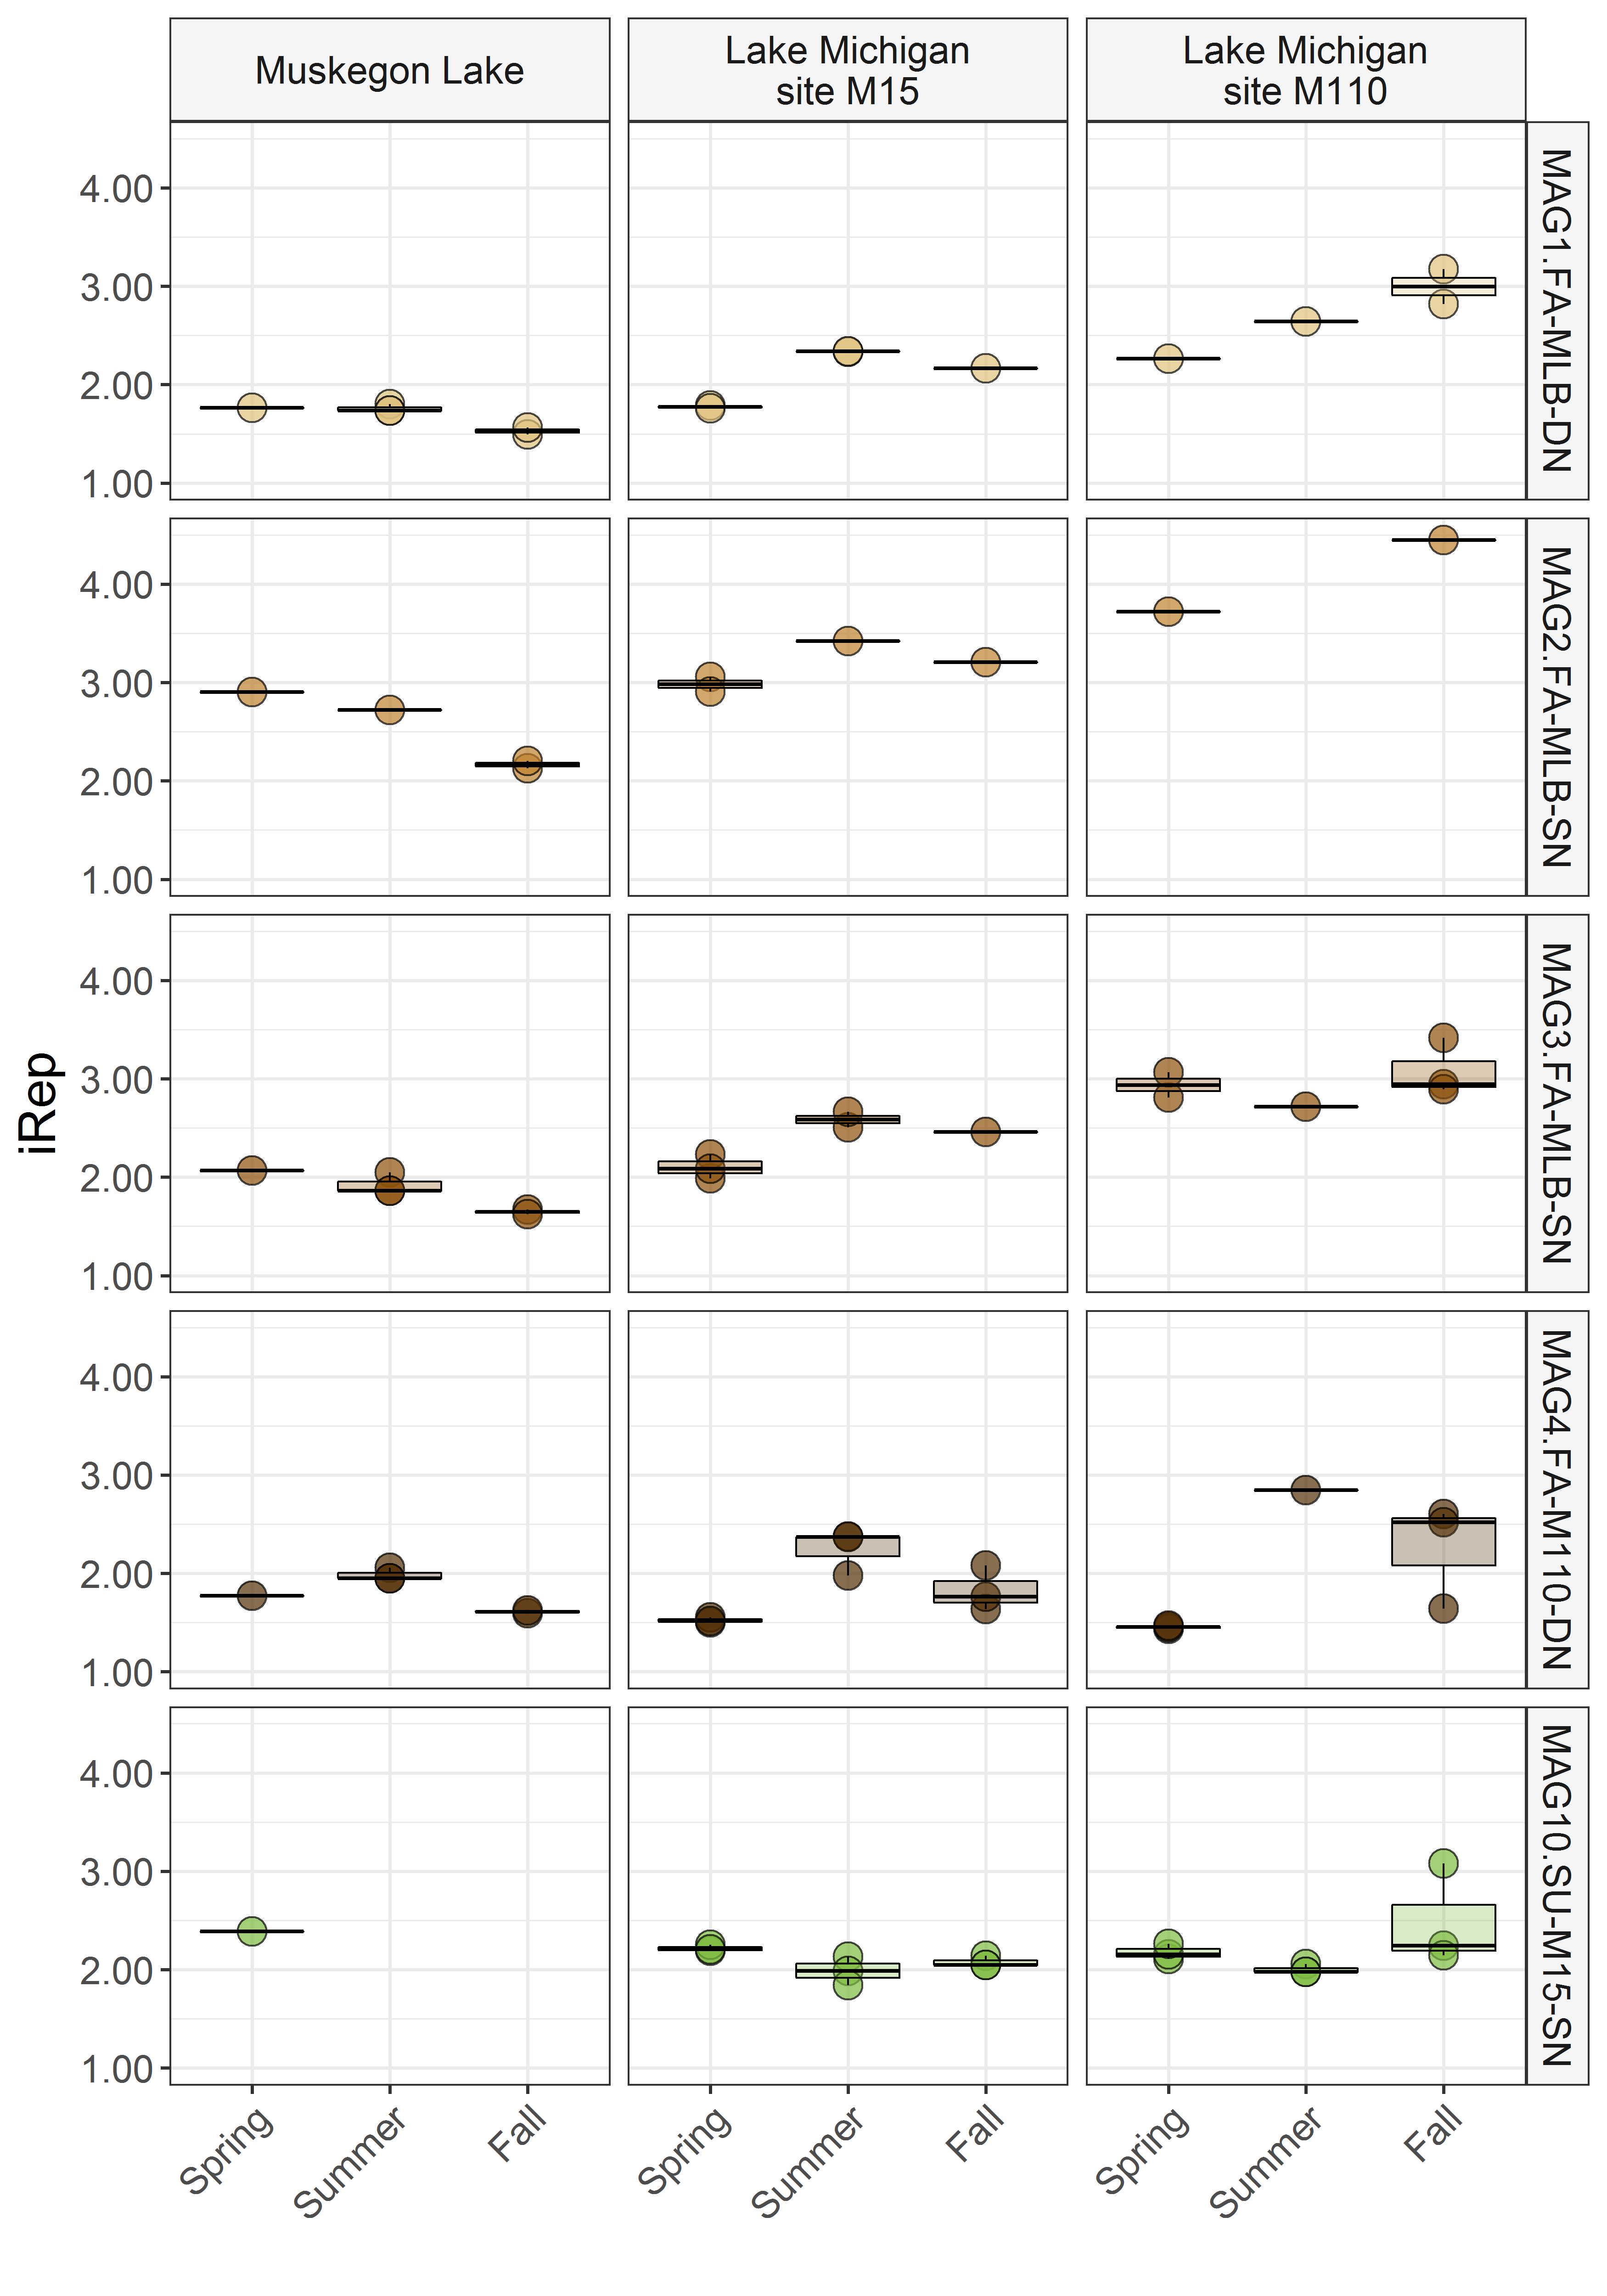 Muskegon Lake
Lake Michigan
site M15
Lake Michigan
site M110
4.00
3.00
2.00
1.00
MAG1.FA-MLB-DN
4.00
3.00
2.00
1.00
MAG2.FA-MLB-SN
iRep
4.00
3.00
2.00
1.00
MAG3.FA-MLB-SN
4.00
3.00
2.00
1.00
MAG4.FA-M110-DN
4.00
3.00
2.00
1.00
MAG10.SU-M15-SN
Spring
Summer
Fall
Spring
Summer
Fall
Spring
Summer
Fall